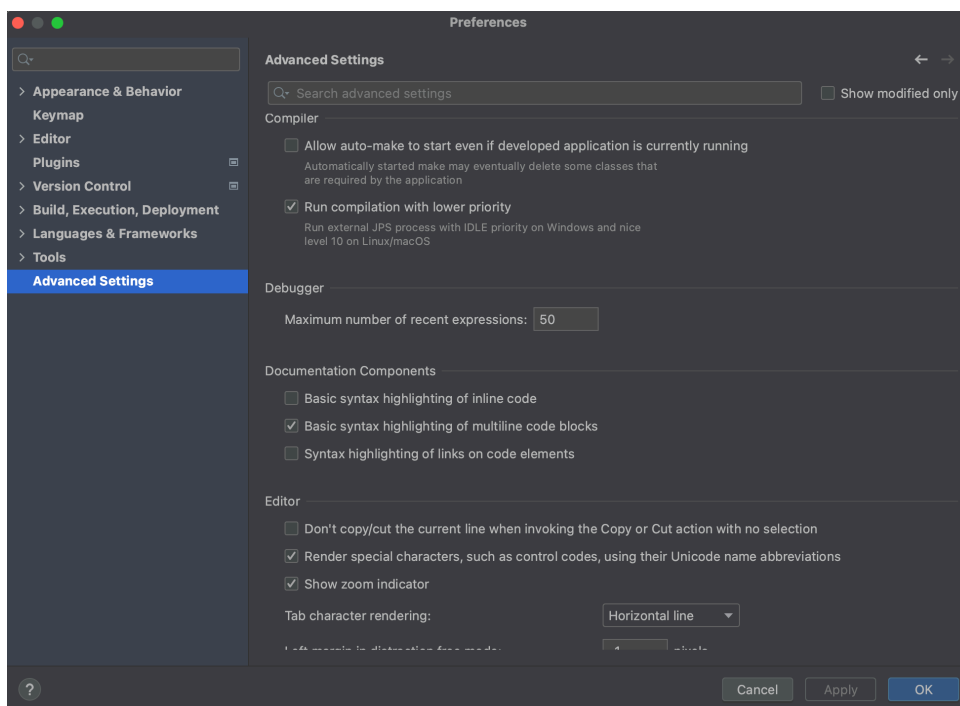 Preferences
Advanced Settings
Search advanced settings
Show modified only
Appearance & Behavior
Keymap
Editor
Plugins
Version Control
Build, Execution, Deployment
Languages & Frameworks
Tools
Advanced Settings
Compiler
Allow auto-make to start even if developed application is currently running
Automatically started make may eventually delete some classes that
are required by the application
Run compilation with lower priority
Run external JPS process with IDLE priority on Windows and nice
level 10 on Linux/macOS
Debugger
Maximum number of recent expressions: 50
Documentation Components
Basic syntax highlighting of inline code
Basic syntax highlighting of multiline code blocks
Syntax highlighting of links on code elements
Editor
Don't copy/cut the current line when invoking the Copy or Cut action with no selection
Render special characters, such as control codes, using their Unicode name abbreviations
Show zoom indicator
Tab character rendering: Horizontal line
?
Cancel
Apply
OK